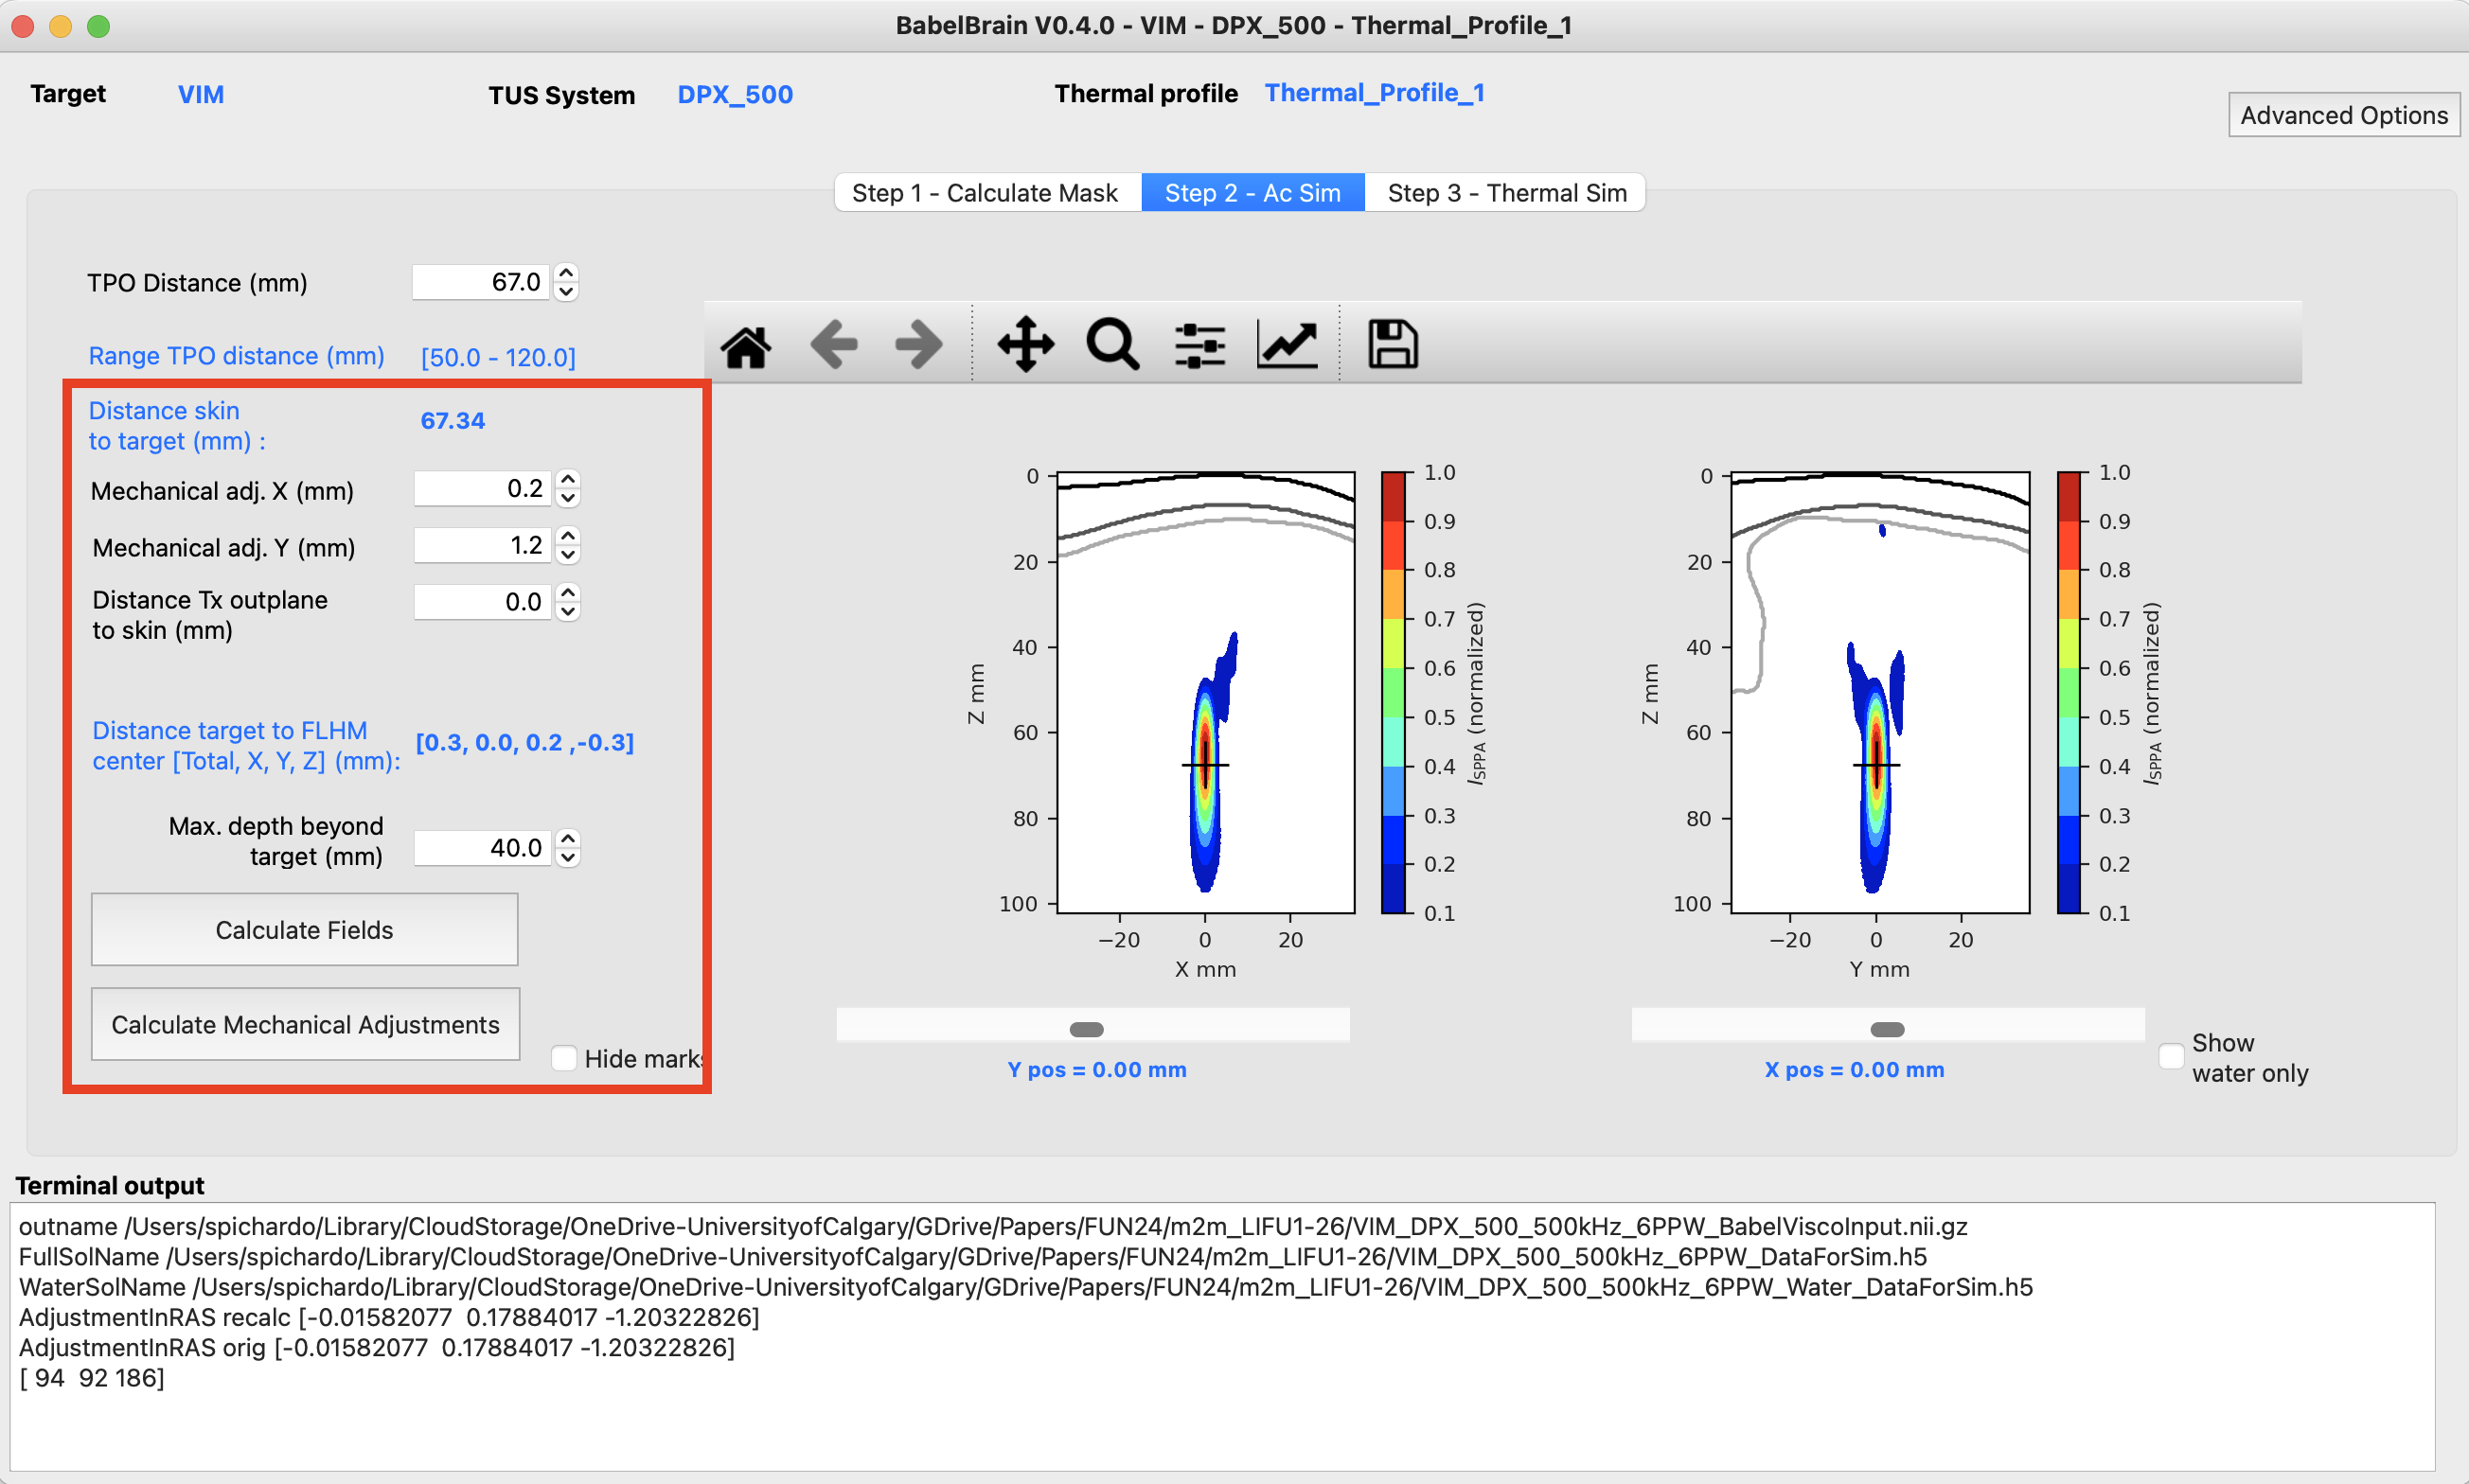 BabelBrain V0.4.0 - VIM - DPX_500 - Thermal_Profile_1
Target VIM TUS System DPX_500 Thermal profile Thermal_Profile_1
Advanced Options
Step 1 - Calculate Mask Step 2 - Ac Sim Step 3 - Thermal Sim
TPO Distance (mm) 67.0
Range TPO distance (mm) [50.0 - 120.0]
Distance skin
to target (mm) : 67.34
Mechanical adj. X (mm) 0.2
Mechanical adj. Y (mm) 1.2
Distance Tx outplane
to skin (mm) 0.0
Distance target to FLHM
center [Total, X, Y, Z] (mm): [0.3, 0.0, 0.2 ,-0.3]
Max. depth beyond
target (mm) 40.0
Calculate Fields
Calculate Mechanical Adjustments
Hide marks
0
20
40
60
80
100
Z mm
−20 0 20
X mm
1.0
0.9
0.8
0.7
0.6
0.5
0.4
0.3
0.2
0.1
ISPPA (normalized)
Y pos = 0.00 mm
0
20
40
60
80
100
Z mm
−20 0 20
Y mm
1.0
0.9
0.8
0.7
0.6
0.5
0.4
0.3
0.2
0.1
ISPPA (normalized)
X pos = 0.00 mm
Show
water only
Terminal output
outname /Users/spichardo/Library/CloudStorage/OneDrive-UniversityofCalgary/GDrive/Papers/FUN24/m2m_LIFU1-26/VIM_DPX_500_500kHz_6PPW_BabelViscoInput.nii.gz
FullSolName /Users/spichardo/Library/CloudStorage/OneDrive-UniversityofCalgary/GDrive/Papers/FUN24/m2m_LIFU1-26/VIM_DPX_500_500kHz_6PPW_DataForSim.h5
WaterSolName /Users/spichardo/Library/CloudStorage/OneDrive-UniversityofCalgary/GDrive/Papers/FUN24/m2m_LIFU1-26/VIM_DPX_500_500kHz_6PPW_Water_DataForSim.h5
AdjustmentInRAS recalc [-0.01582077 0.17884017 -1.20322826]
AdjustmentInRAS orig [-0.01582077 0.17884017 -1.20322826]
[ 94 92 186]